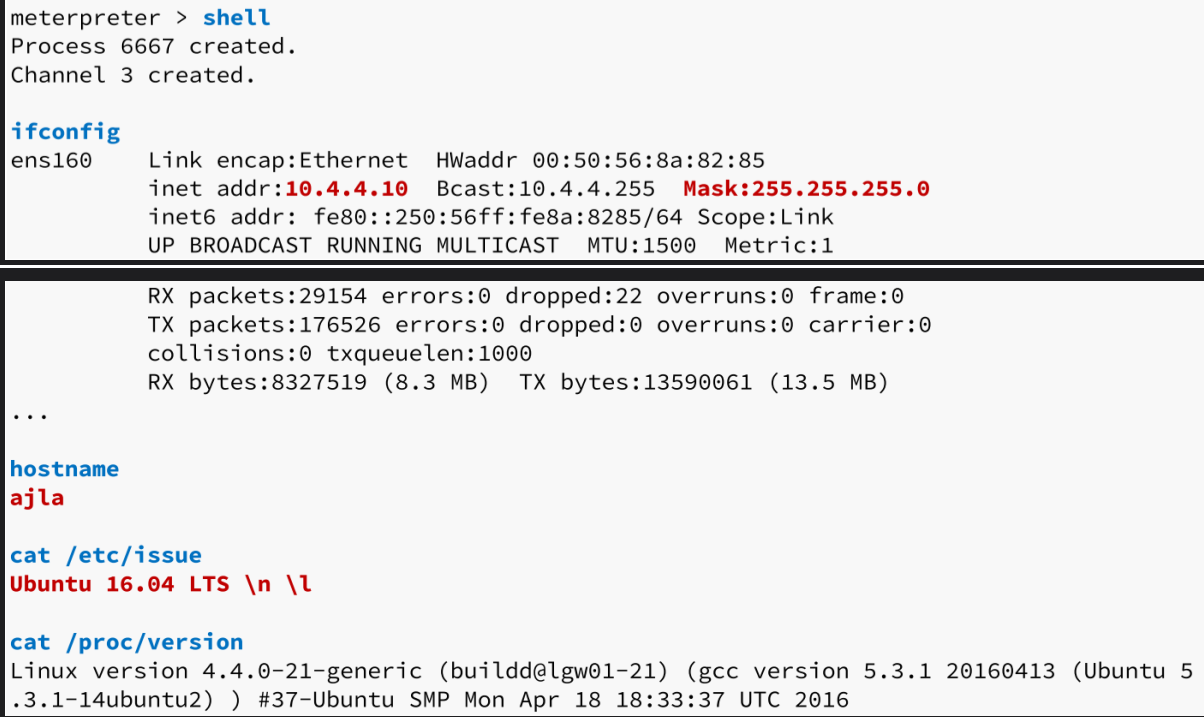 meterpreter > shell
Process 6667 created.
Channel 3 created.
ifconfig
ens160    Link encap:Ethernet  HWaddr 00:50:56:8a:82:85
          inet addr:10.4.4.10  Bcast:10.4.4.255  Mask:255.255.255.0
          inet6 addr: fe80::250:56ff:fe8a:8285/64 Scope:Link
          UP BROADCAST RUNNING MULTICAST  MTU:1500  Metric:1
          RX packets:29154 errors:0 dropped:22 overruns:0 frame:0
          TX packets:176526 errors:0 dropped:0 overruns:0 carrier:0
          collisions:0 txqueuelen:1000
          RX bytes:8327519 (8.3 MB)  TX bytes:13590061 (13.5 MB)
...
hostname
ajla
cat /etc/issue
Ubuntu 16.04 LTS \n \l
cat /proc/version
Linux version 4.4.0-21-generic (buildd@lgw01-21) (gcc version 5.3.1 20160413 (Ubuntu 5
.3.1-14ubuntu2) ) #37-Ubuntu SMP Mon Apr 18 18:33:37 UTC 2016